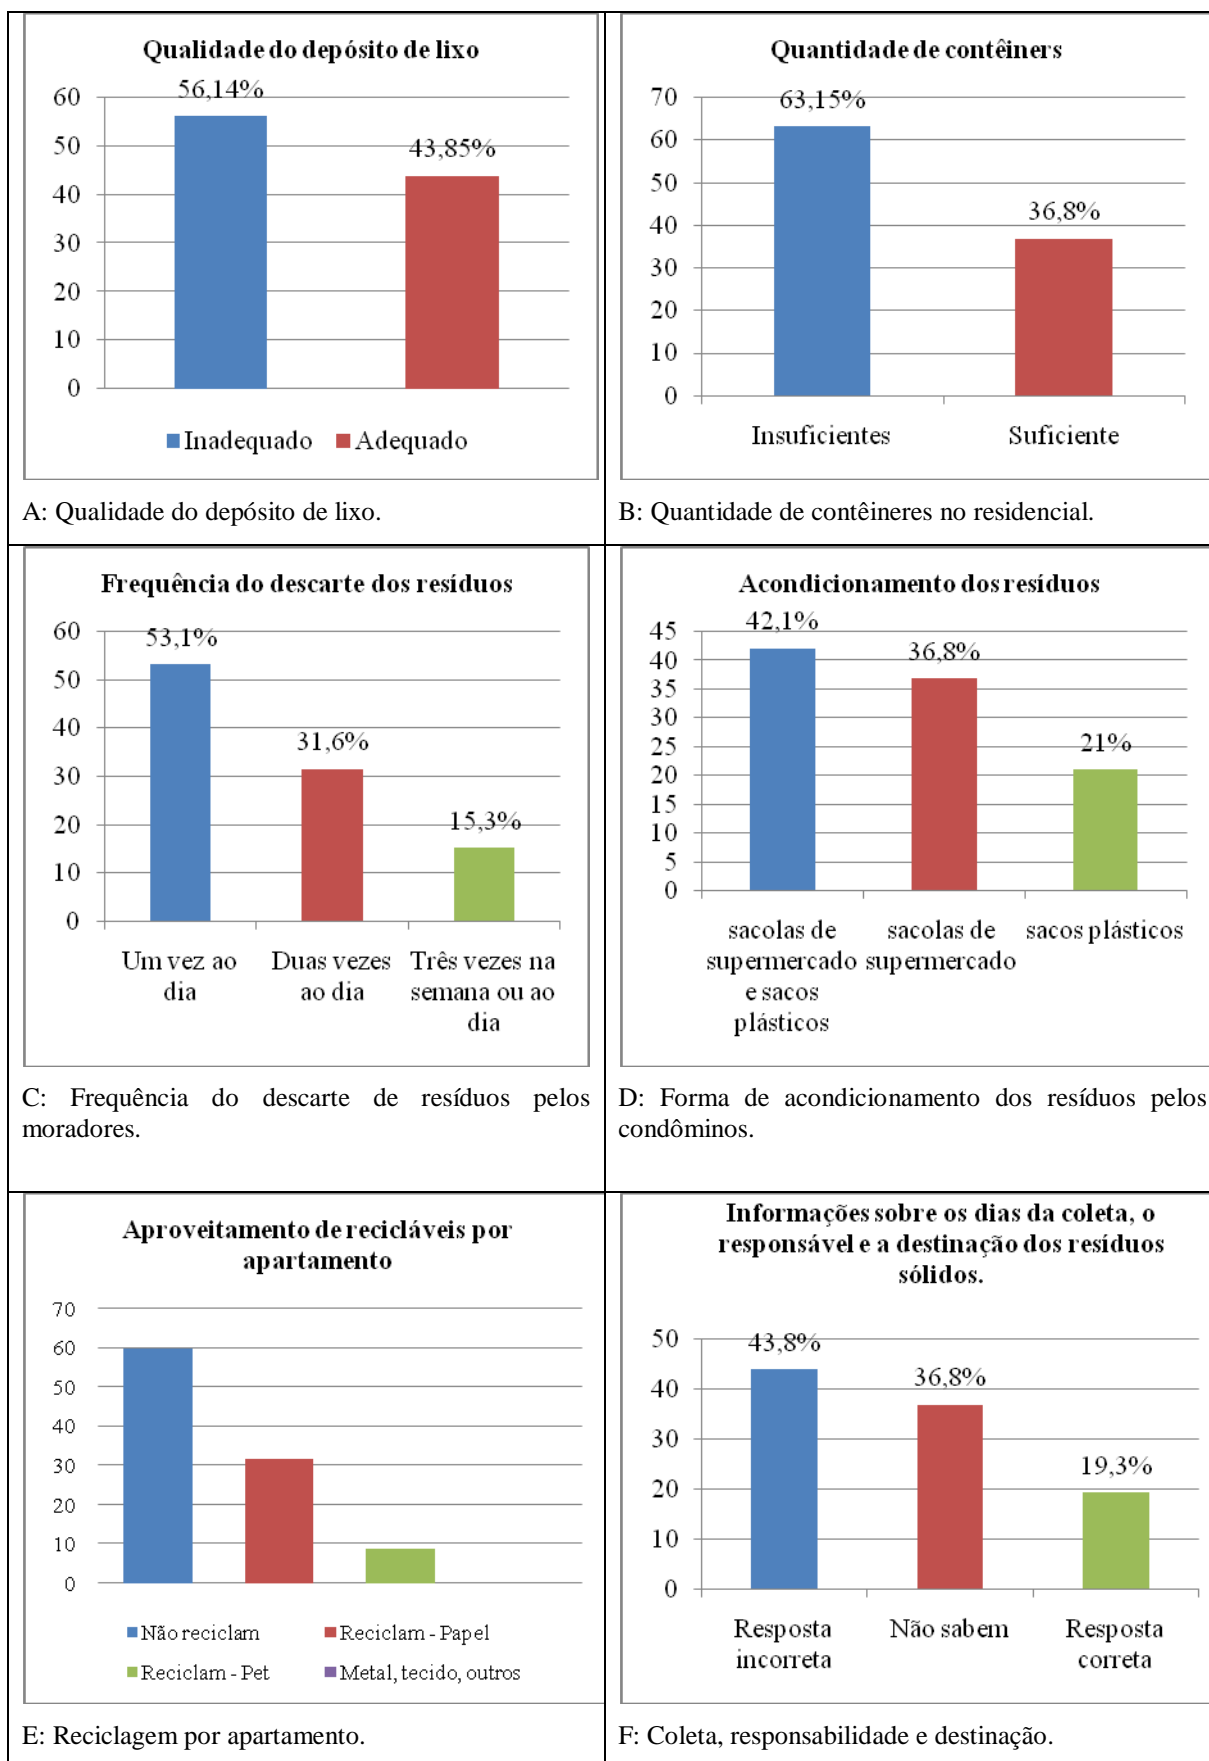 Qualidade do depósito de lixo
60
50
40
30
20
10
0
56,14%
43,85%
Inadequado Adequado
A: Qualidade do depósito de lixo.
Quantidade de contêiners
70
60
50
40
30
20
10
0
63,15%
36,8%
Insuficientes Suficiente
B: Quantidade de contêineres no residencial.
Frequência do descarte dos resíduos
60
50
40
30
20
10
0
53,1%
31,6%
15,3%
Um vez ao
dia
Duas vezes
ao dia
Três vezes na
semana ou ao
dia
C: Frequência do descarte de resíduos pelos
moradores.
Acondicionamento dos resíduos
45
40
35
30
25
20
15
10
5
0
42,1%
36,8%
21%
sacolas de
supermercado
e sacos
plásticos
sacolas de
supermercado
sacos plásticos
D: Forma de acondicionamento dos resíduos pelos
condôminos.
Aproveitamento de recicláveis por
apartamento
70
60
50
40
30
20
10
0
Não reciclam Reciclam - Papel
Reciclam - Pet Metal, tecido, outros
E: Reciclagem por apartamento.
Informações sobre os dias da coleta, o
responsável e a destinação dos resíduos
sólidos.
50
40
30
20
10
0
43,8%
36,8%
19,3%
Resposta
incorreta
Não sabem
Resposta
correta
F: Coleta, responsabilidade e destinação.